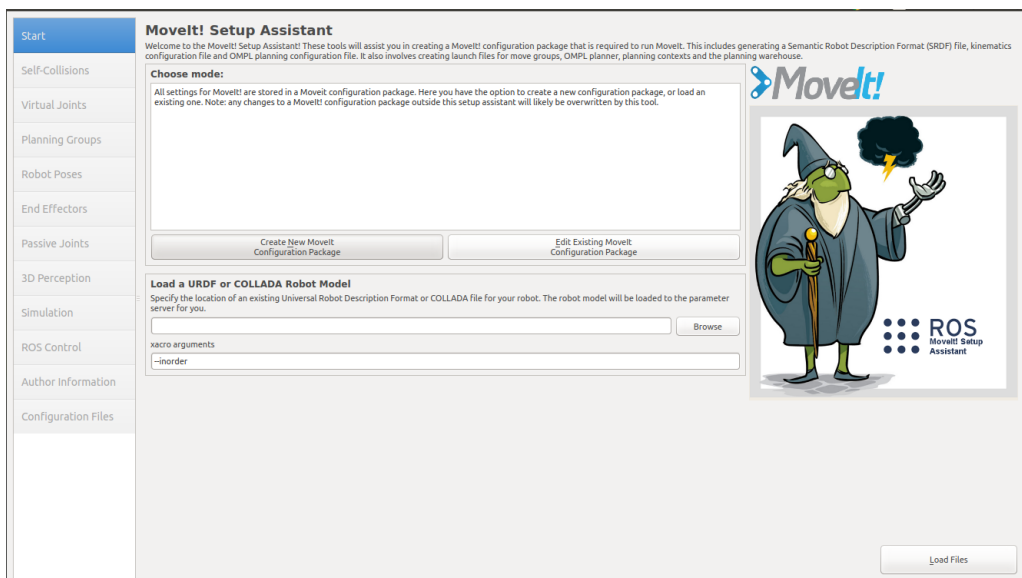 Start
Self-Collisions
Virtual Joints
Planning Groups
Robot Poses
End Effectors
Passive Joints
3D Perception
Simulation
ROS Control
Author Information
Configuration Files
MoveIt! Setup Assistant
Welcome to the MoveIt! Setup Assistant! These tools will assist you in creating a MoveIt! configuration package that is required to run MoveIt. This includes generating a Semantic Robot Description Format (SRDF) file, kinematics
configuration file and OMPL planning configuration file. It also involves creating launch files for move groups, OMPL planner, planning contexts and the planning warehouse.
Choose mode:
All settings for MoveIt! are stored in a Moveit configuration package. Here you have the option to create a new configuration package, or load an
existing one. Note: any changes to a MoveIt! configuration package outside this setup assistant will likely be overwritten by this tool.
Create New MoveIt
Configuration Package
Edit Existing MoveIt
Configuration Package
Load a URDF or COLLADA Robot Model
Specify the location of an existing Universal Robot Description Format or COLLADA file for your robot. The robot model will be loaded to the parameter
server for you.
Browse
xacro arguments
--inorder
MoveIt!
ROS
MoveIt! Setup
Assistant
Load Files